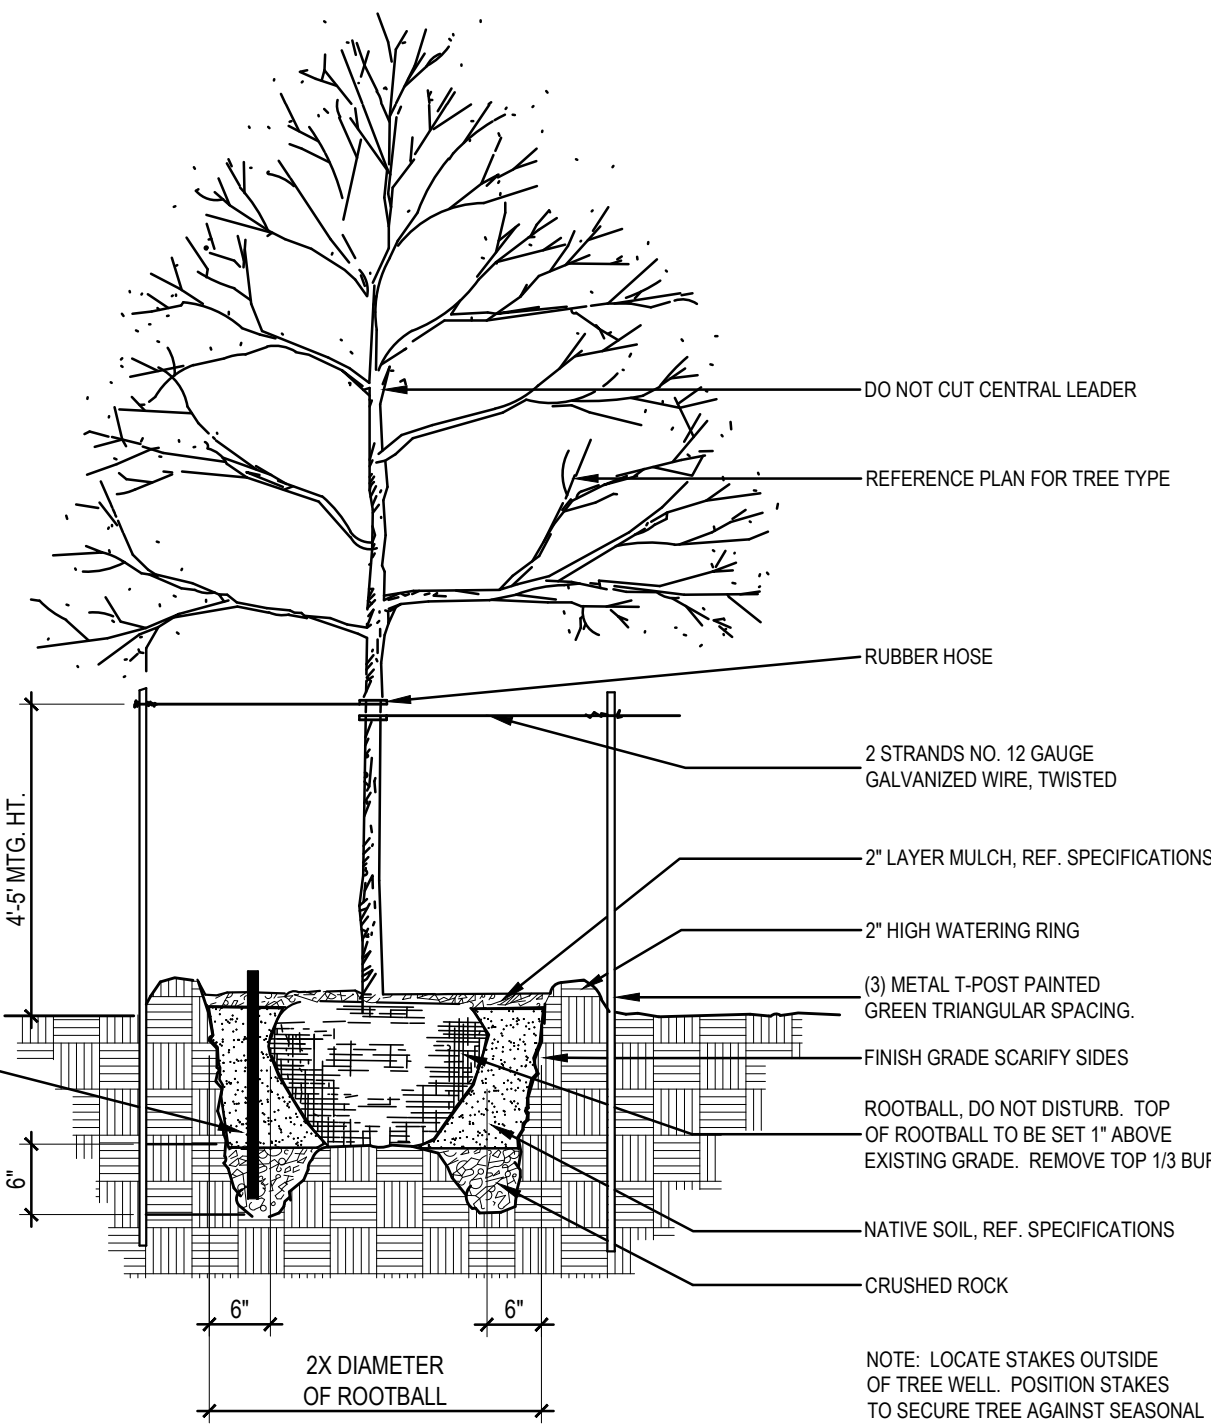 DO NOT CUT CENTRAL LEADER
REFERENCE PLAN FOR TREE TYPE
RUBBER HOSE
2 STRANDS NO. 12 GAUGE
GALVANIZED WIRE, TWISTED
4'-5' MTG. HT.
2" LAYER MULCH, REF. SPECIFICATIONS
2" HIGH WATERING RING
(3) METAL T-POST PAINTED
GREEN TRIANGULAR SPACING.
FINISH GRADE SCARIFY SIDES
ROOTBALL, DO NOT DISTURB. TOP
OF ROOTBALL TO BE SET 1" ABOVE
EXISTING GRADE. REMOVE TOP 1/3
6"
NATIVE SOIL, REF. SPECIFICATIONS
CRUSHED ROCK
6"
6"
2X DIAMETER
OF ROOTBALL
NOTE: LOCATE STAKES OUTSIDE
OF TREE WELL. POSITION STAKES
TO SECURE TREE AGAINST SEASONAL